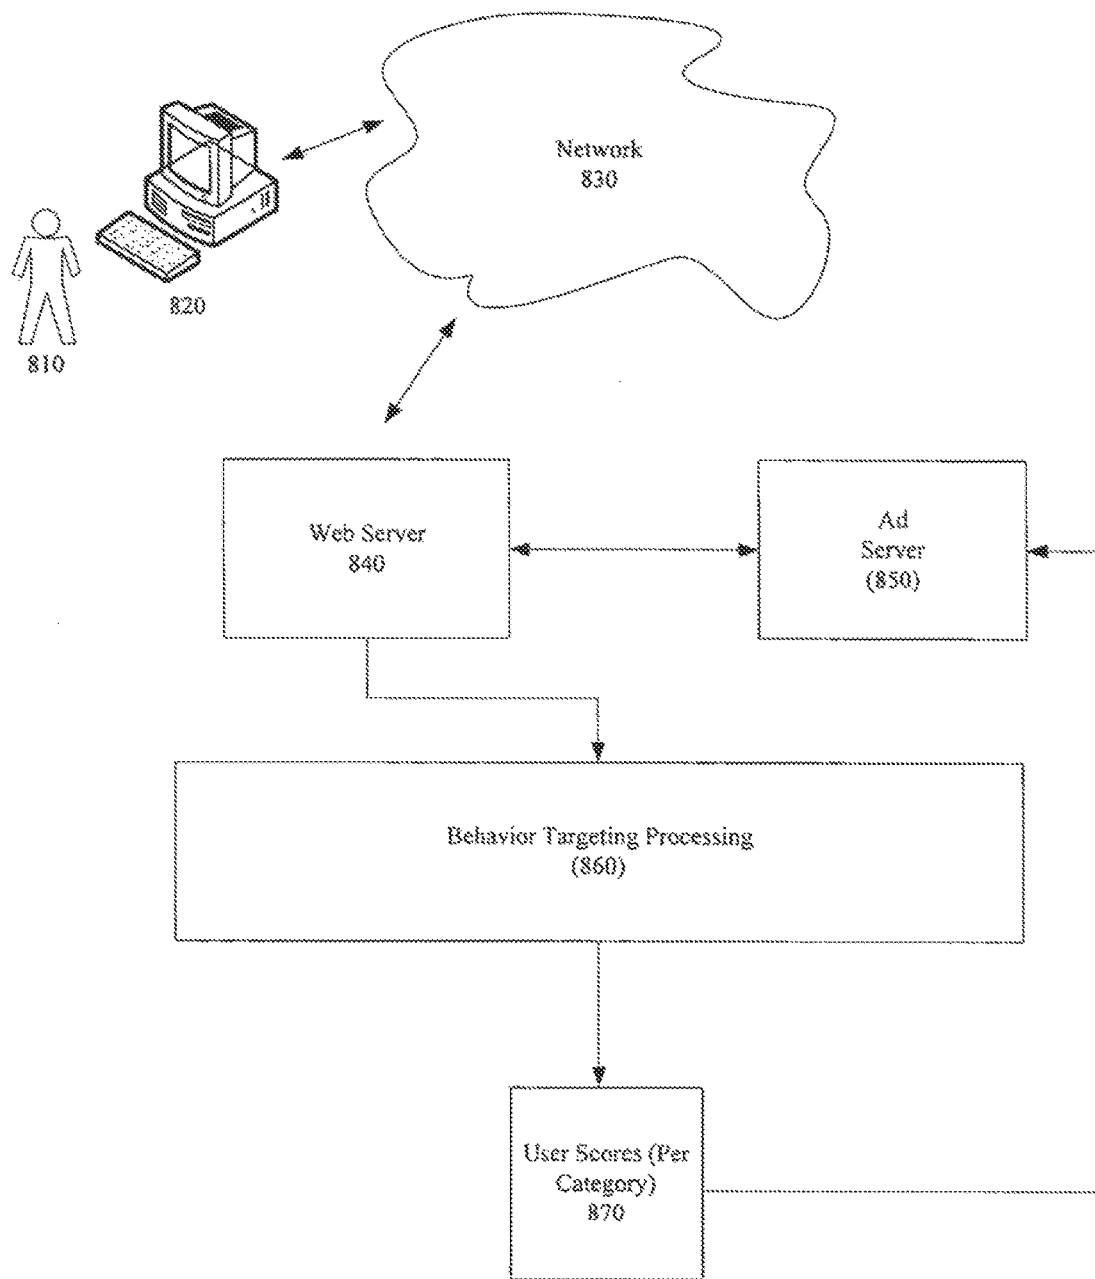 Network
830
820
810
Web Server
840
Ad
Server
(850)
Behavior Targeting Processing
(860)
User Scores (Per
Category)
870